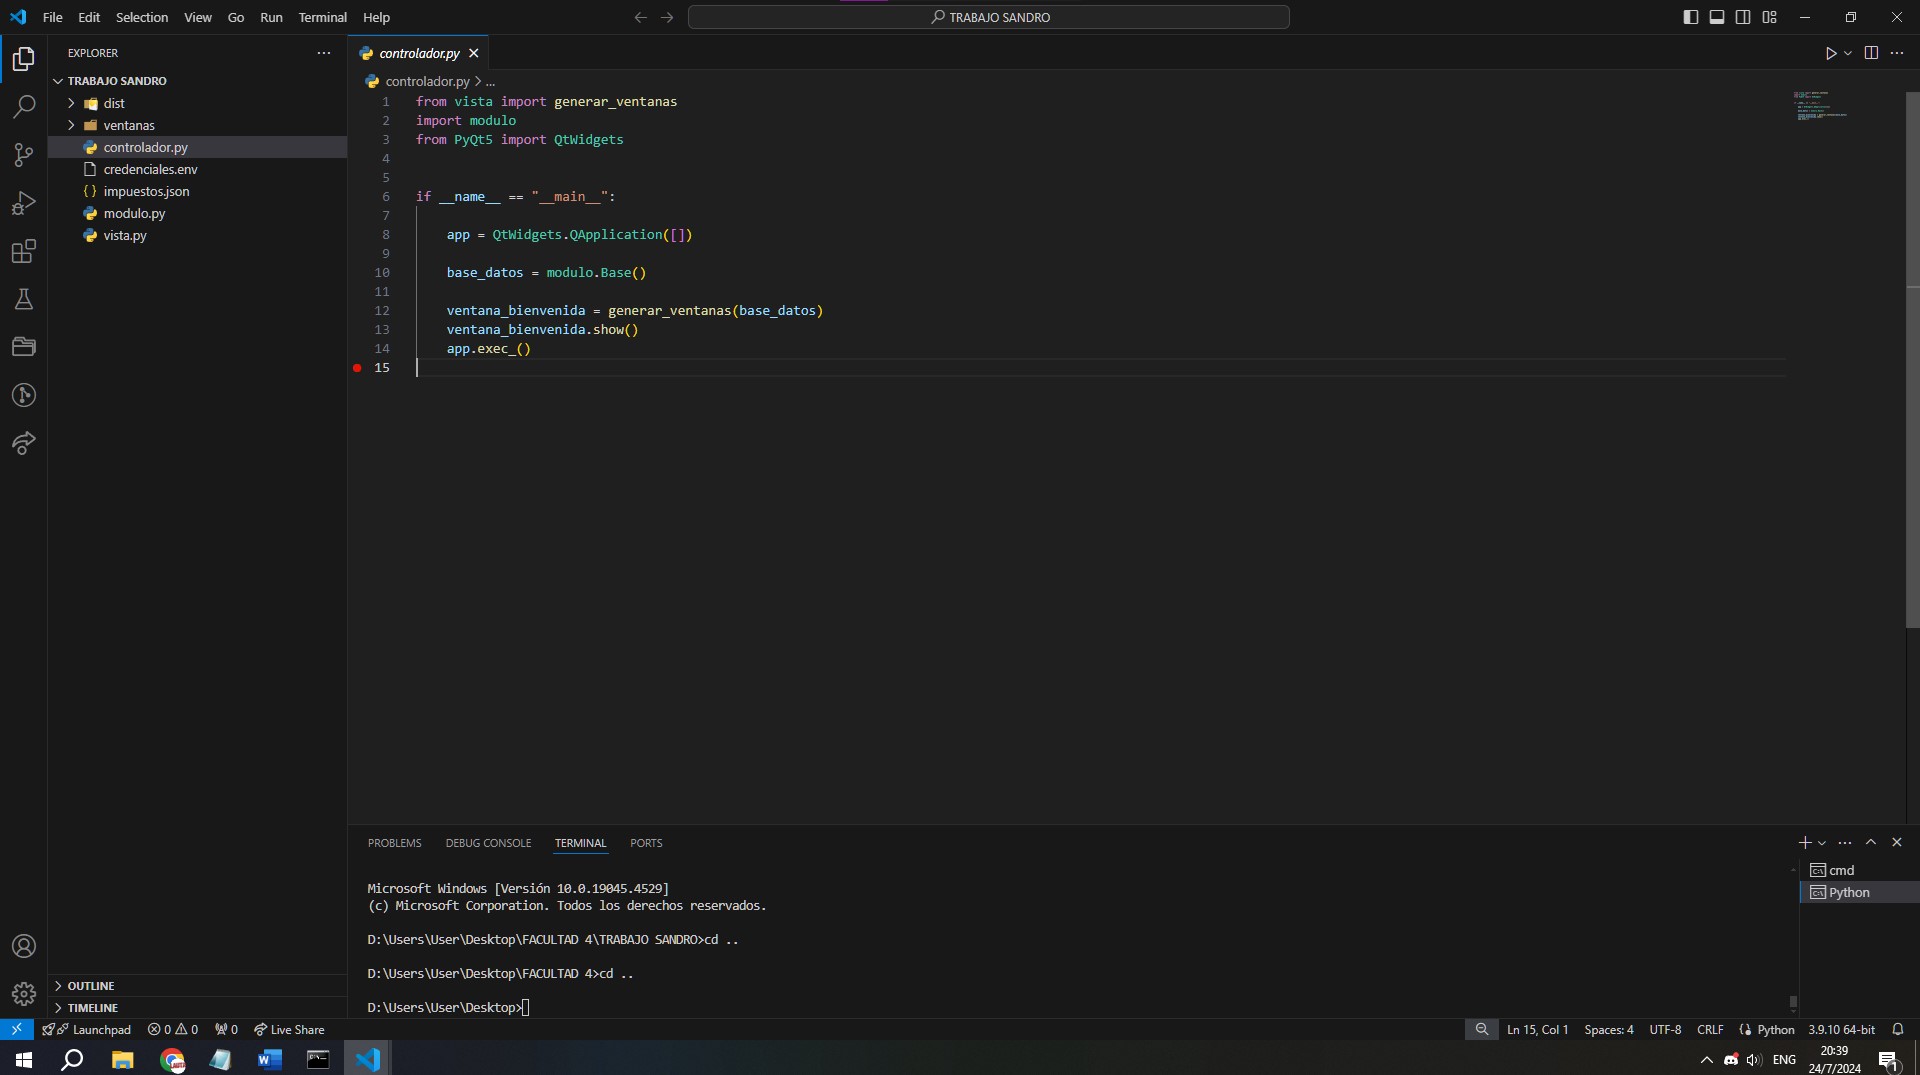 File Edit Selection View Go Run Terminal Help
TRABAJO SANDRO
EXPLORER
TRABAJO SANDRO
dist
ventanas
controlador.py
credenciales.env
impuestos.json
modulo.py
vista.py
OUTLINE
TIMELINE
controlador.py
controlador.py > ...
1 from vista import generar_ventanas
2 import modulo
3 from PyQt5 import QtWidgets
4
5
6 if __name__ == "__main__":
7
8 app = QtWidgets.QApplication([])
9
10 base_datos = modulo.Base()
11
12 ventana_bienvenida = generar_ventanas(base_datos)
13 ventana_bienvenida.show()
14 app.exec_()
15
PROBLEMS DEBUG CONSOLE TERMINAL PORTS
Microsoft Windows [Versión 10.0.19045.4529]
(c) Microsoft Corporation. Todos los derechos reservados.
D:\Users\User\Desktop\FACULTAD 4\TRABAJO SANDRO>cd ..
D:\Users\User\Desktop\FACULTAD 4>cd ..
D:\Users\User\Desktop>
cmd
Python
Launchpad 0 0 0 Live Share
Ln 15, Col 1 Spaces: 4 UTF-8 CRLF Python 3.9.10 64-bit
ENG
20:39
24/7/2024
1